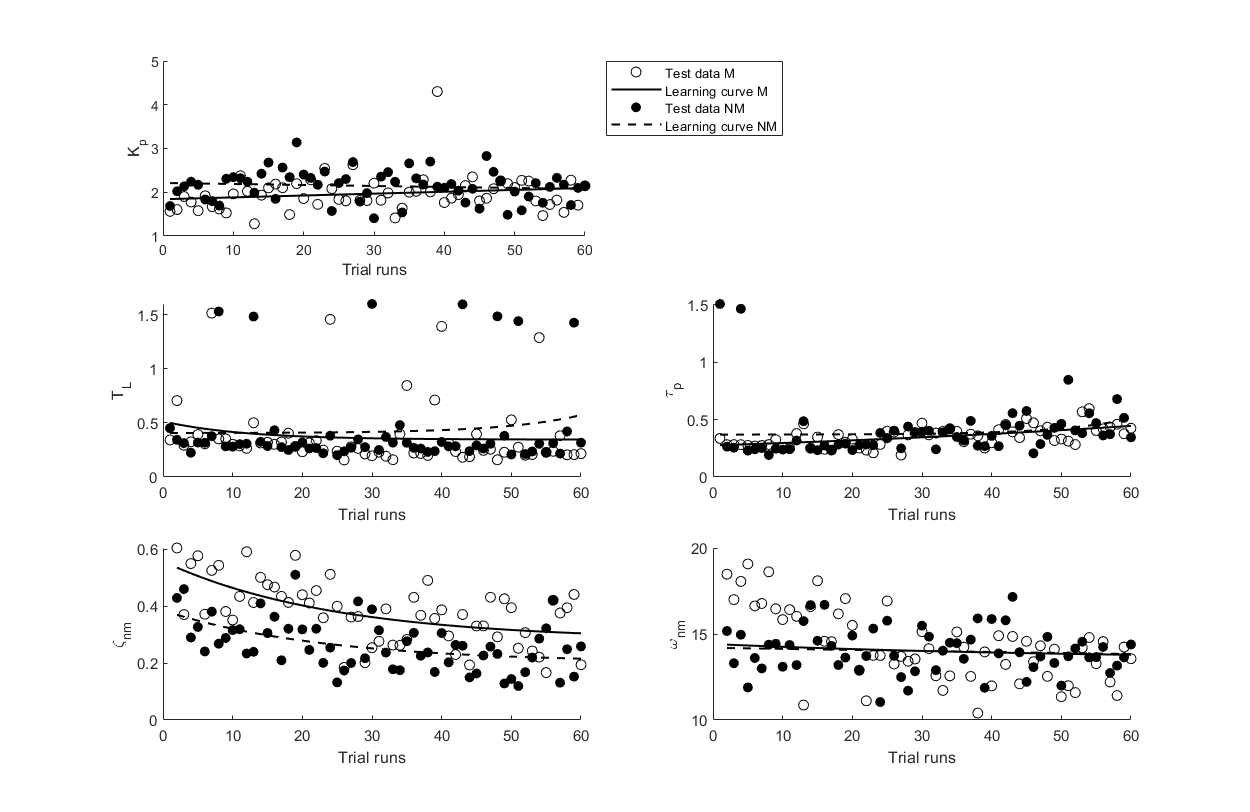 5
4
3
2
1
K_p
0 10 20 30 40 50 60
Trial runs
Test data M
Learning curve M
Test data NM
Learning curve NM
1.5
1
0.5
0
T_L
0 10 20 30 40 50 60
Trial runs
1.5
1
0.5
0
τ_p
0 10 20 30 40 50 60
Trial runs
0.6
0.4
0.2
0
ζ_nm
0 10 20 30 40 50 60
Trial runs
20
15
10
ω_nm
0 10 20 30 40 50 60
Trial runs